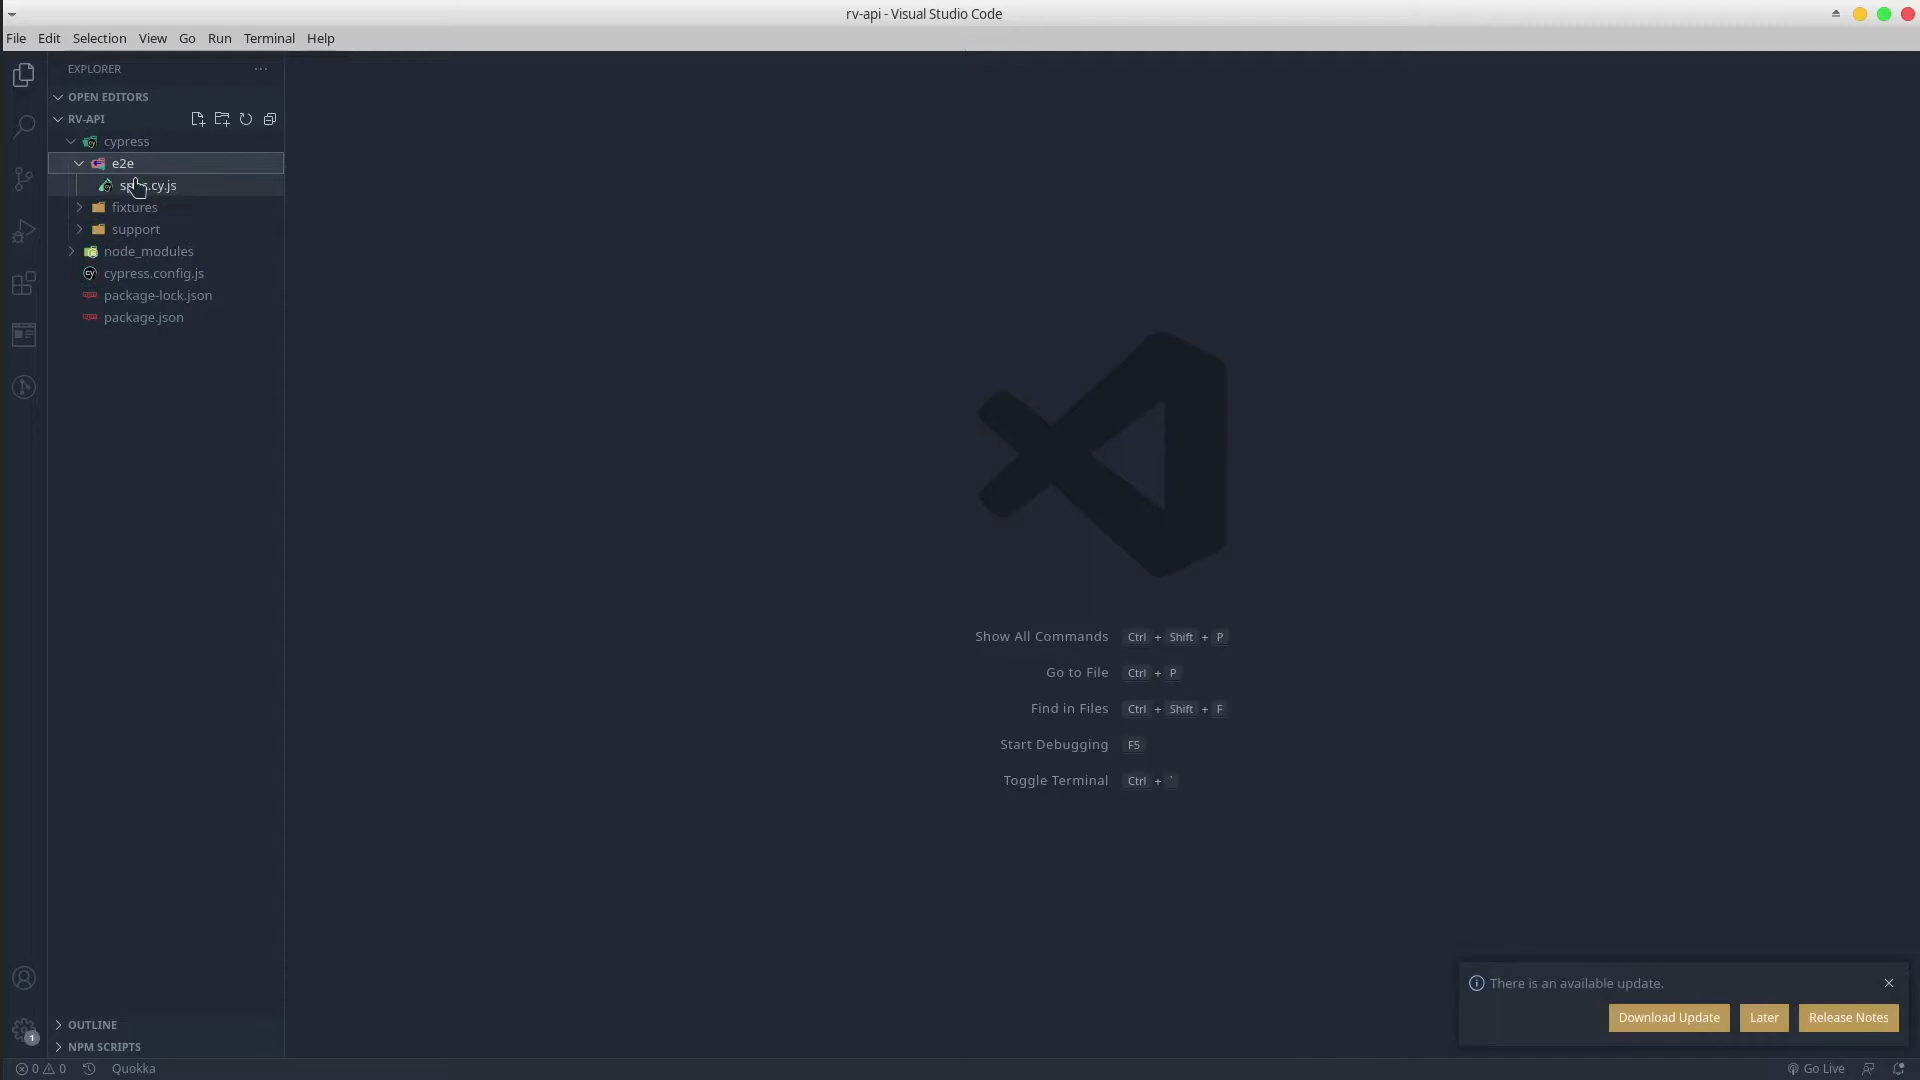 rv-api - Visual Studio Code
File Edit Selection View Go Run Terminal Help
EXPLORER
OPEN EDITORS
RV-API
cypress
e2e
.cy.js
fixtures
support
node_modules
cypress.config.js
package-lock.json
package.json
Show All Commands Ctrl + Shift + P
Go to File Ctrl + P
Find in Files Ctrl + Shift + F
Start Debugging F5
Toggle Terminal Ctrl + `
There is an available update.
Download Update Later Release Notes
1
OUTLINE
NPM SCRIPTS
0 0 Quokka Go Live